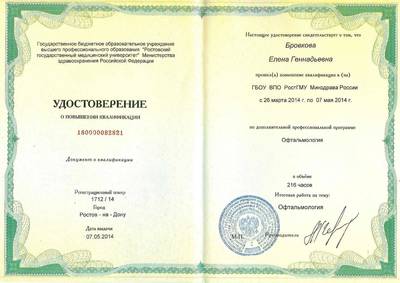 Государственное бюджетное образовательное учреждение
высшего профессионального образования "Ростовский
государственный медицинский университет" Министерства
здравоохранения Российской Федерации
УДОСТОВЕРЕНИЕ
О ПОВЫШЕНИИ КВАЛИФИКАЦИИ
180000082821
Документ о квалификации
Регистрационный номер
1712 / 14
Город
Ростов - на - Дону
Дата выдачи
07.05.2014
Настоящее удостоверение свидетельствует о том, что
Бровкова
Елена Геннадьевна
прошел(а) повышение квалификации в (на)
ГБОУ ВПО РостГМУ Минздрава России
с 26 марта 2014 г. по 07 мая 2014 г.
по дополнительной профессиональной программе
Офтальмология
в объёме
216 часов
Итоговая работа на тему:
Офтальмология
М.П.
Руководитель